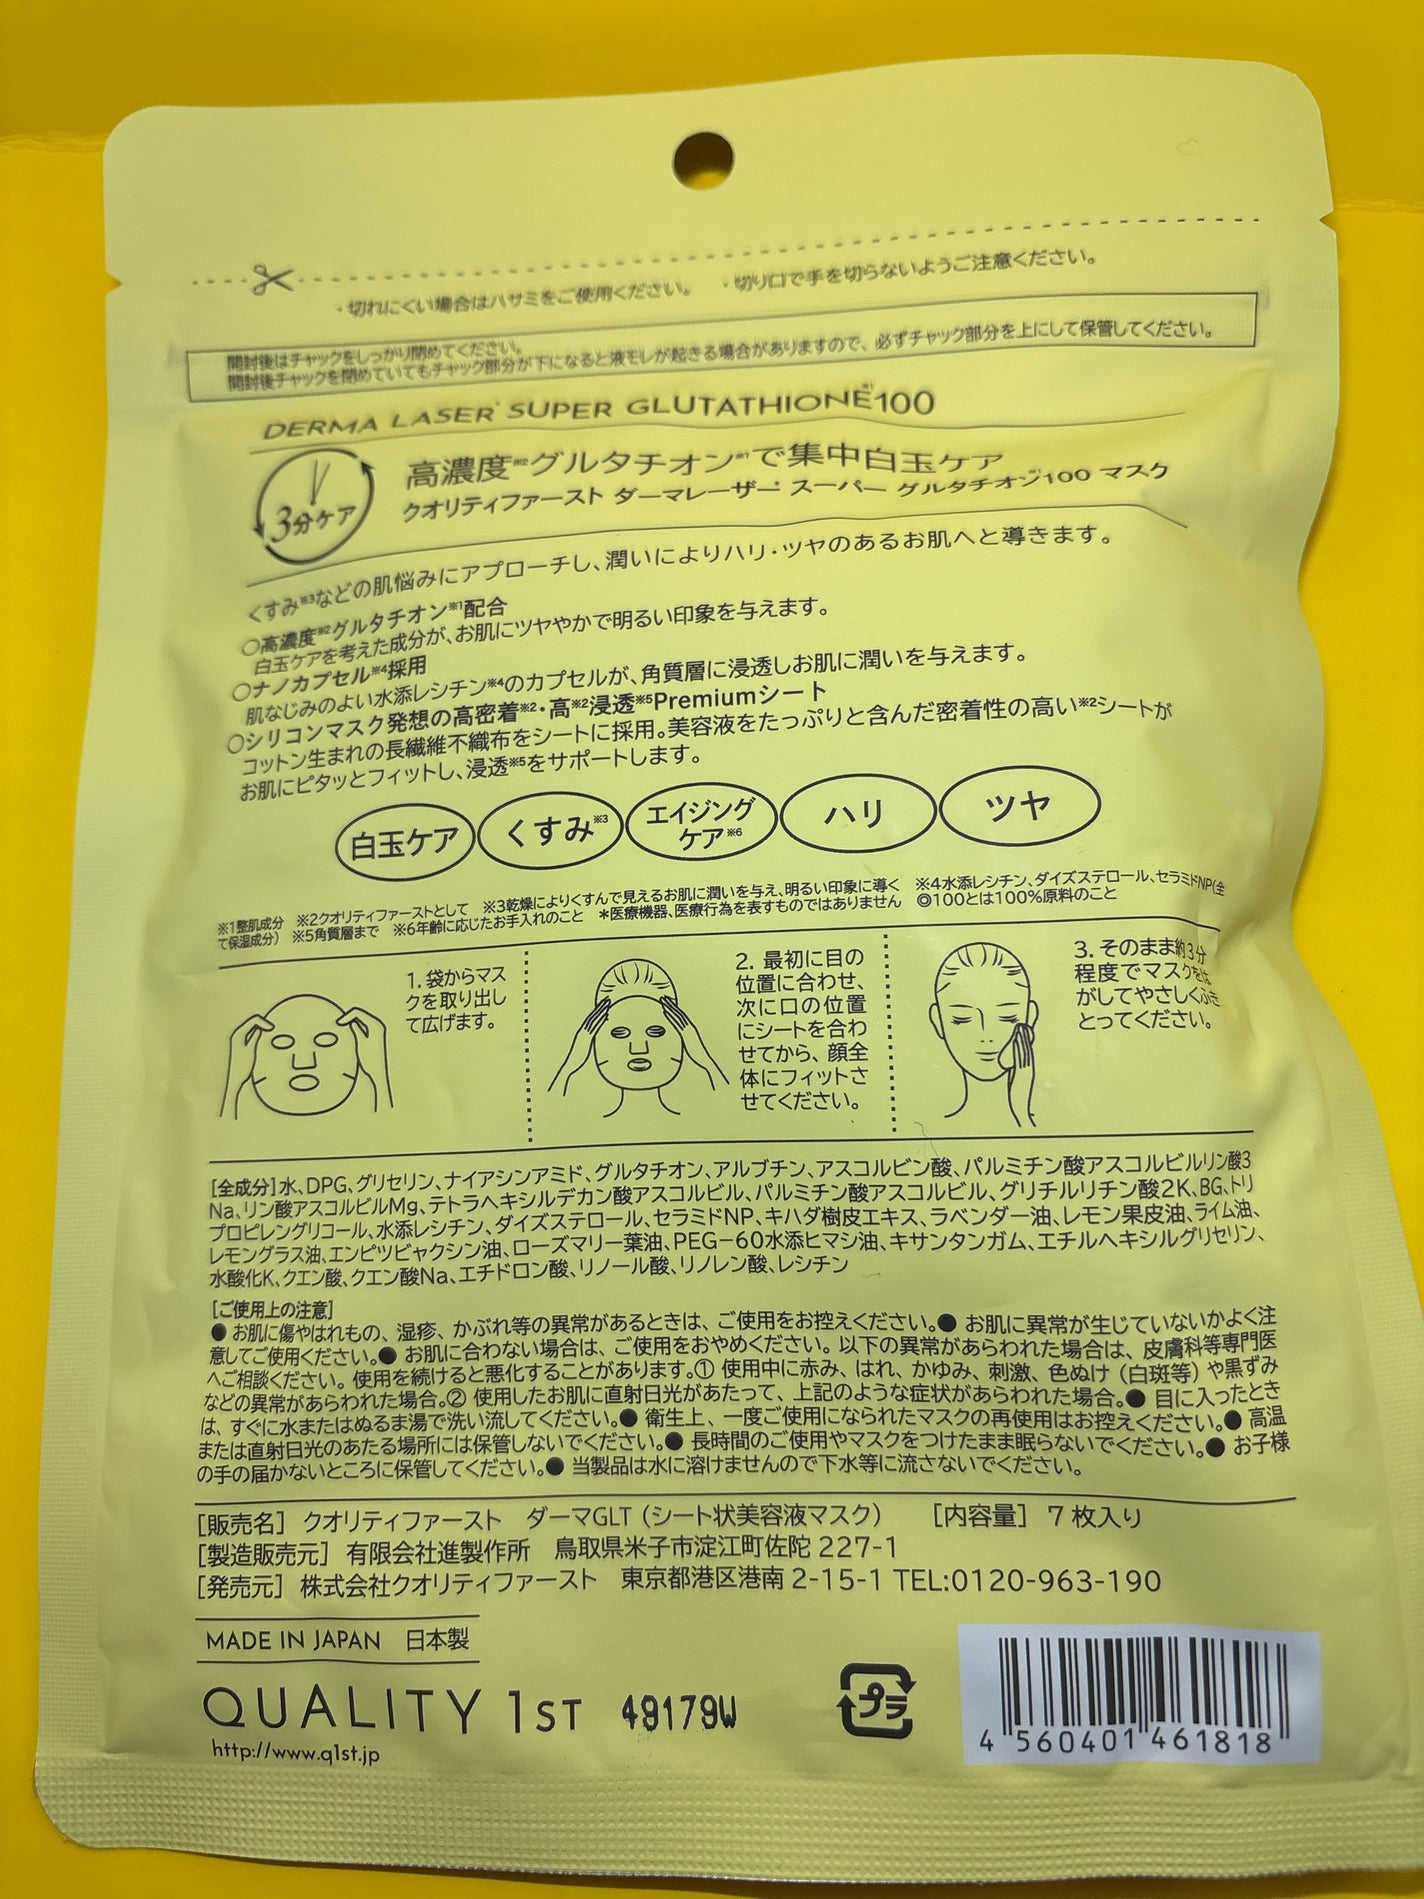 ・切れにくい場合はハサミをご使用ください。 ・切り口で手を切らないようご注意ください。
開封後はチャックをしっかり閉めてください。
開封後チャックを閉めていてもチャック部分が下になると液モレが起きる場合がありますので、必ずチャック部分を上にして保管してください。
DERMA LASER® SUPER GLUTATHIONE※1100
3分ケア
高濃度※2グルタチオン※1で集中白玉ケア
クオリティファースト ダーマレーザー スーパー グルタチオン100 マスク
くすみ※3などの肌悩みにアプローチし、潤いによりハリ・ツヤのあるお肌へと導きます。
○高濃度※2グルタチオン※1配合
白玉ケアを考えた成分が、お肌にツヤやかで明るい印象を与えます。
○ナノカプセル※4採用
肌なじみのよい水添レシチン※4のカプセルが、角質層に浸透しお肌に潤いを与えます。
○シリコンマスク発想の高密着※2・高※2浸透※5Premiumシート
コットン生まれの長繊維不織布をシートに採用。美容液をたっぷりと含んだ密着性の高い※2シートが
お肌にピタッとフィットし、浸透※5をサポートします。
白玉ケア くすみ※3 エイジングケア※6 ハリ ツヤ
※1整肌成分 ※2クオリティファーストとして ※3乾燥によりくすんで見えるお肌に潤いを与え、明るい印象に導く ※4水添レシチン、ダイズステロール、セラミドNP(全
て保湿成分) ※5角質層まで ※6年齢に応じたお手入れのこと ＊医療機器、医療行為を表すものではありません ◎100とは100%原料のこと
1. 袋からマス
クを取り出し
て広げます。
2. 最初に目の
位置に合わせ、
次に口の位置
にシートを合わ
せてから、顔全
体にフィットさ
せてください。
3. そのまま約3分
程度でマスクをは
がしてやさしくふき
とってください。
[全成分]水、DPG、グリセリン、ナイアシンアミド、グルタチオン、アルブチン、アスコルビン酸、パルミチン酸アスコルビルリン酸3
Na、リン酸アスコルビルMg、テトラヘキシルデカン酸アスコルビル、パルミチン酸アスコルビル、グリチルリチン酸2K、BG、トリ
プロピレングリコール、水添レシチン、ダイズステロール、セラミドNP、キハダ樹皮エキス、ラベンダー油、レモン果皮油、ライム油、
レモングラス油、エンピツビャクシン油、ローズマリー葉油、PEG-60水添ヒマシ油、キサンタンガム、エチルヘキシルグリセリン、
水酸化K、クエン酸、クエン酸Na、エチドロン酸、リノール酸、リノレン酸、レシチン
[ご使用上の注意]
● お肌に傷やはれもの、湿疹、かぶれ等の異常があるときは、ご使用をお控えください。● お肌に異常が生じていないかよく注
意してご使用ください。● お肌に合わない場合は、ご使用をおやめください。以下の異常があらわれた場合は、皮膚科等専門医
へご相談ください。使用を続けると悪化することがあります。① 使用中に赤み、はれ、かゆみ、刺激、色ぬけ（白斑等）や黒ずみ
などの異常があらわれた場合。② 使用したお肌に直射日光があたって、上記のような症状があらわれた場合。● 目に入ったとき
は、すぐに水またはぬるま湯で洗い流してください。● 衛生上、一度ご使用になられたマスクの再使用はお控えください。● 高温
または直射日光のあたる場所には保管しないでください。● 長時間のご使用やマスクをつけたまま眠らないでください。● お子様
の手の届かないところに保管してください。● 当製品は水に溶けませんので下水等に流さないでください。
[販売名] クオリティファースト ダーマGLT（シート状美容液マスク） [内容量] 7 枚入り
[製造販売元] 有限会社進製作所 鳥取県米子市淀江町佐陀 227-1
[発売元] 株式会社クオリティファースト 東京都港区港南 2-15-1 TEL:0120-963-190
MADE IN JAPAN 日本製
QUALITY 1ST 49179W
プラ
http://www.q1st.jp
4 560401 461818